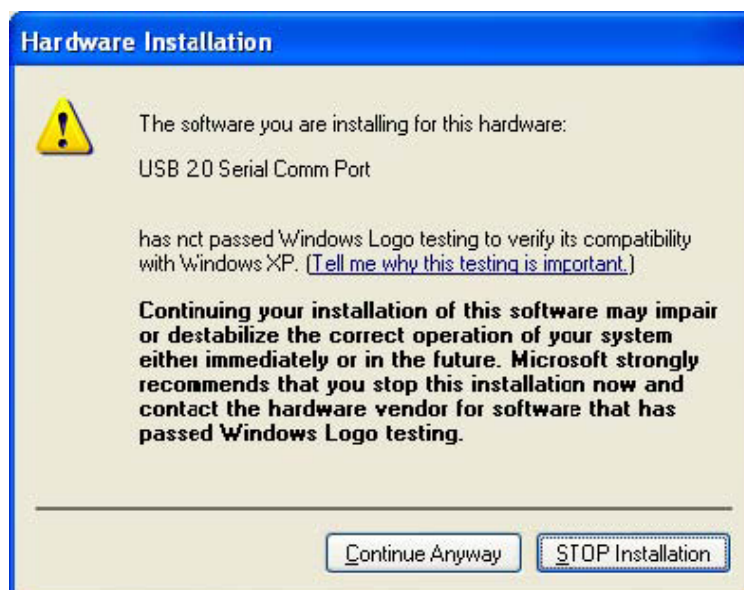 Hardware Installation
The software you are installing for this hardware:
USB 2.0 Serial Comm Port
has not passed Windows Logo testing to verify its compatibility
with Windows XP. (Tell me why this testing is important.)
Continuing your installation of this software may impair
or destabilize the correct operation of your system
either immediately or in the future. Microsoft strongly
recommends that you stop this installation now and
contact the hardware vendor for software that has
passed Windows Logo testing.
Continue Anyway
STOP Installation